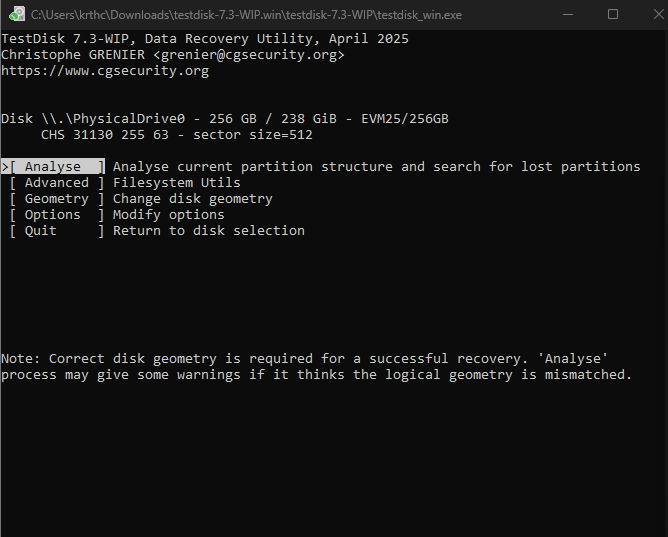 C:\Users\krthc\Downloads\testdisk-7.3-WIP.win\testdisk-7.3-WIP\testdisk_win.exe
TestDisk 7.3-WIP, Data Recovery Utility, April 2025
Christophe GRENIER <grenier@cgsecurity.org>
https://www.cgsecurity.org
Disk \\.\PhysicalDrive0 - 256 GB / 238 GiB - EVM25/256GB
     CHS 31130 255 63 - sector size=512
>[ Analyse  ] Analyse current partition structure and search for lost partitions
 [ Advanced ] Filesystem Utils
 [ Geometry ] Change disk geometry
 [ Options  ] Modify options
 [ Quit     ] Return to disk selection
Note: Correct disk geometry is required for a successful recovery. 'Analyse'
process may give some warnings if it thinks the logical geometry is mismatched.